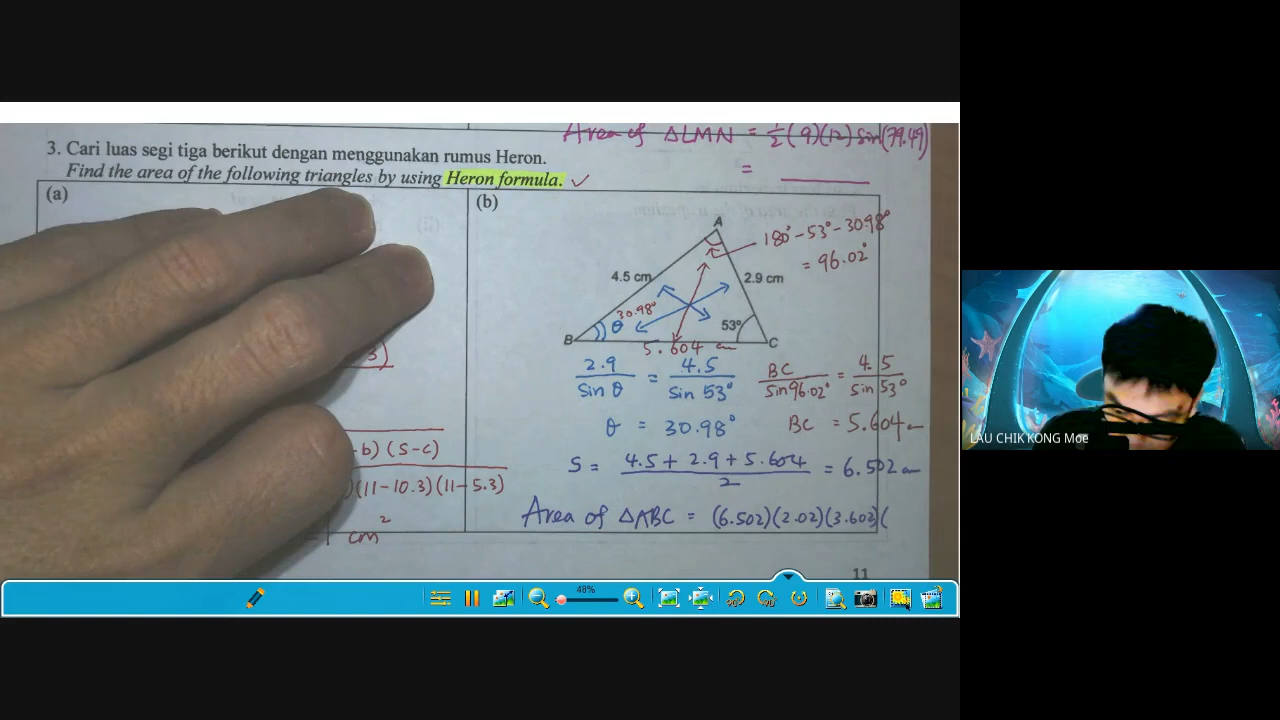 Area of ΔLMN = 1/2 (9)(12) sin(79.49)
= ______
3. Cari luas segi tiga berikut dengan menggunakan rumus Heron.
Find the area of the following triangles by using Heron formula. ✓
(a)
3)
-b) (S-c)
)(11-10.3)(11-5.3)
cm²
(b)
A
180°-53°-30.98°
= 96.02°
4.5 cm
2.9 cm
30.98°
θ
53°
B
C
5.604 cm
2.9/sin θ = 4.5/sin 53°
BC/sin 96.02° = 4.5/sin 53°
θ = 30.98°
BC = 5.604 cm
S = (4.5 + 2.9 + 5.604)/2 = 6.502 cm
Area of ΔABC = (6.502)(2.02)(3.602)(
11
48%
LAU CHIK KONG Moe